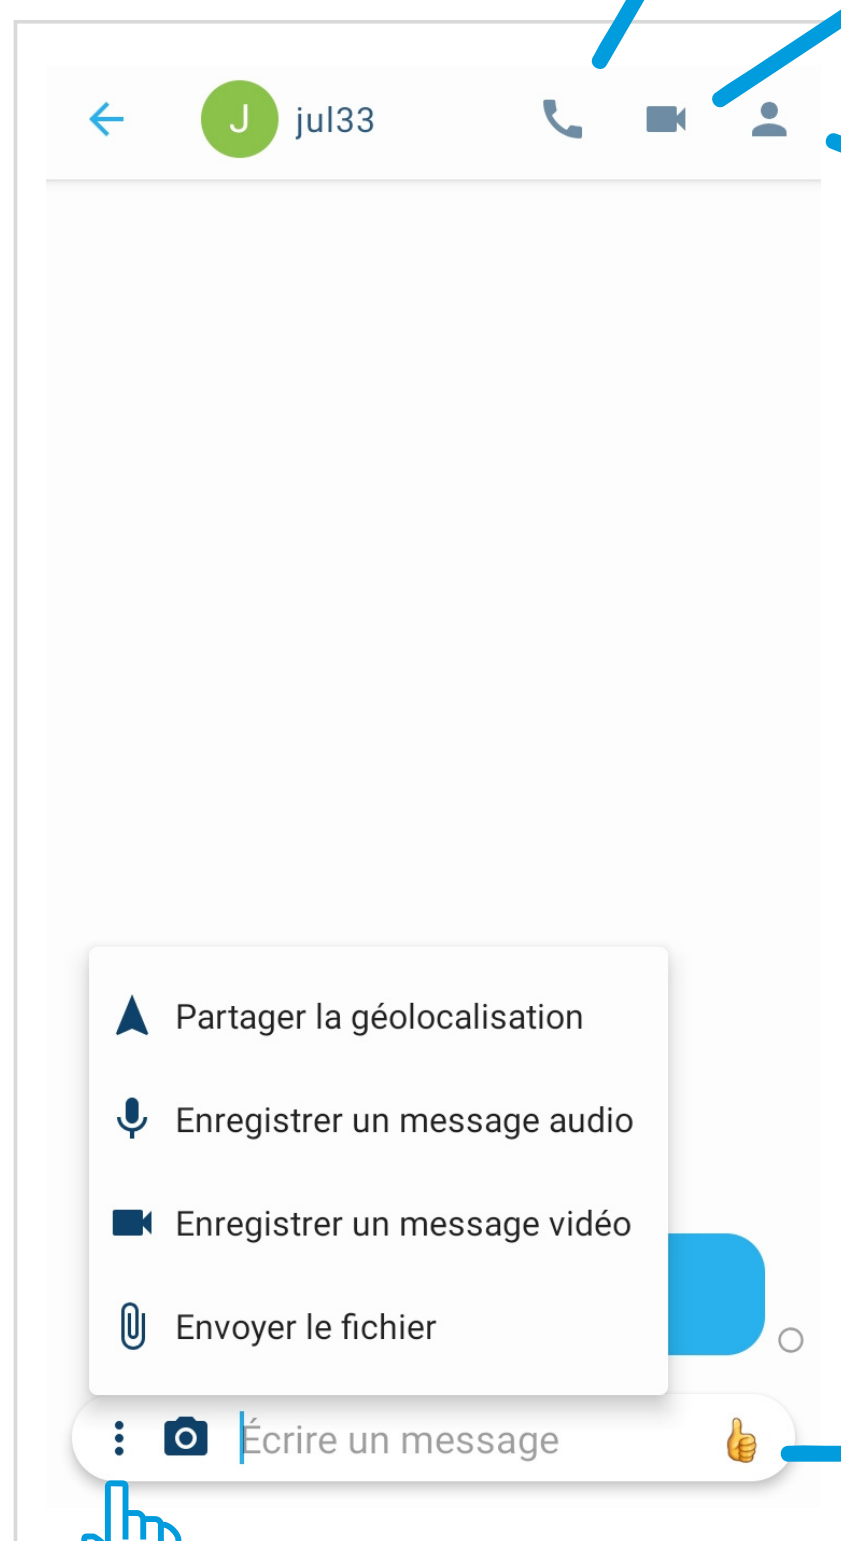 J jul33
Partager la géolocalisation
Enregistrer un message audio
Enregistrer un message vidéo
Envoyer le fichier
Écrire un message